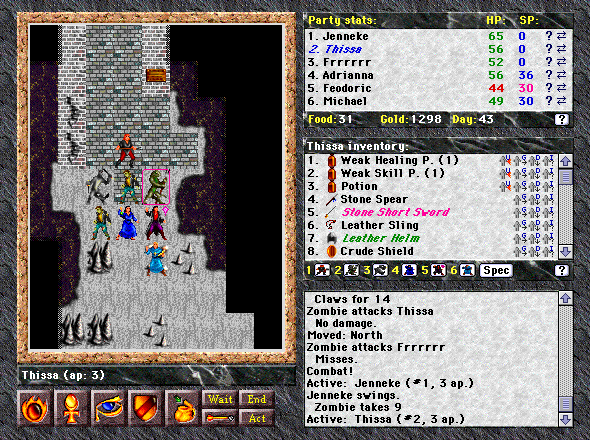 Party stats: HP: SP:
1. Jenneke 65 0 ?
2. Thissa 56 0 ?
3. Frrrrrr 52 0 ?
4. Adrianna 56 36 ?
5. Feodoric 44 30 ?
6. Michael 49 30 ?
Food:31 Gold:1298 Day:43 ?
Thissa inventory:
1. Weak Healing P. (1) U G D I
2. Weak Skill P. (1) U G D I
3. Potion U G D I
4. Stone Spear G D I
5. Stone Short Sword G D I
6. Leather Sling G D I
7. Leather Helm G D I
8. Crude Shield G D I
1 2 3 4 5 6 Spec ?
Claws for 14
Zombie attacks Thissa
No damage.
Moved: North
Zombie attacks Frrrrrr
Misses.
Combat!
Active: Jenneke (#1, 3 ap.)
Jenneke swings.
Zombie takes 9
Active: Thissa (#2, 3 ap.)
Thissa (ap: 3)
Wait End
Act